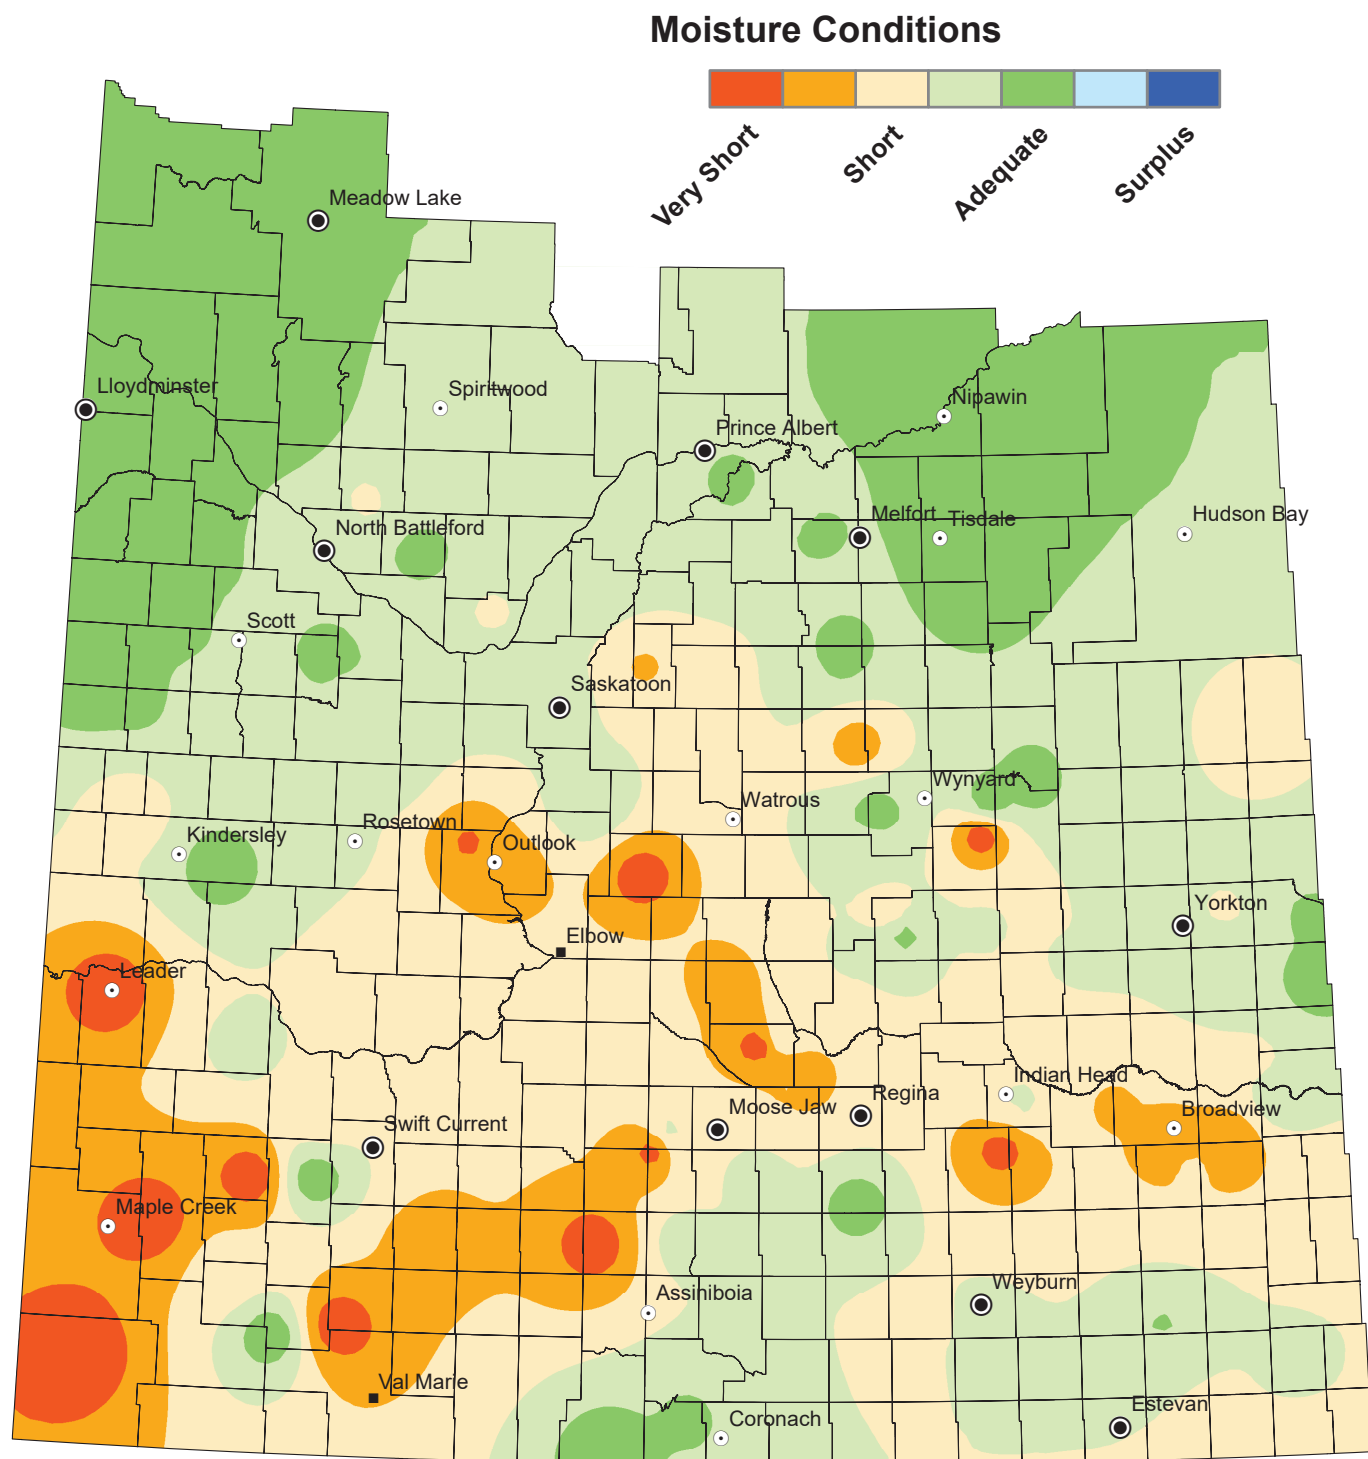 Moisture Conditions
Very Short
Short
Adequate
Surplus
Meadow Lake
Lloydminster
Spiritwood
Nipawin
Prince Albert
Melfort
Tisdale
Hudson Bay
North Battleford
Scott
Saskatoon
Wynyard
Watrous
Rosetown
Kindersley
Outlook
Yorkton
Elbow
Leader
Indian Head
Regina
Moose Jaw
Broadview
Swift Current
Maple Creek
Weyburn
Assiniboia
Val Marie
Estevan
Coronach